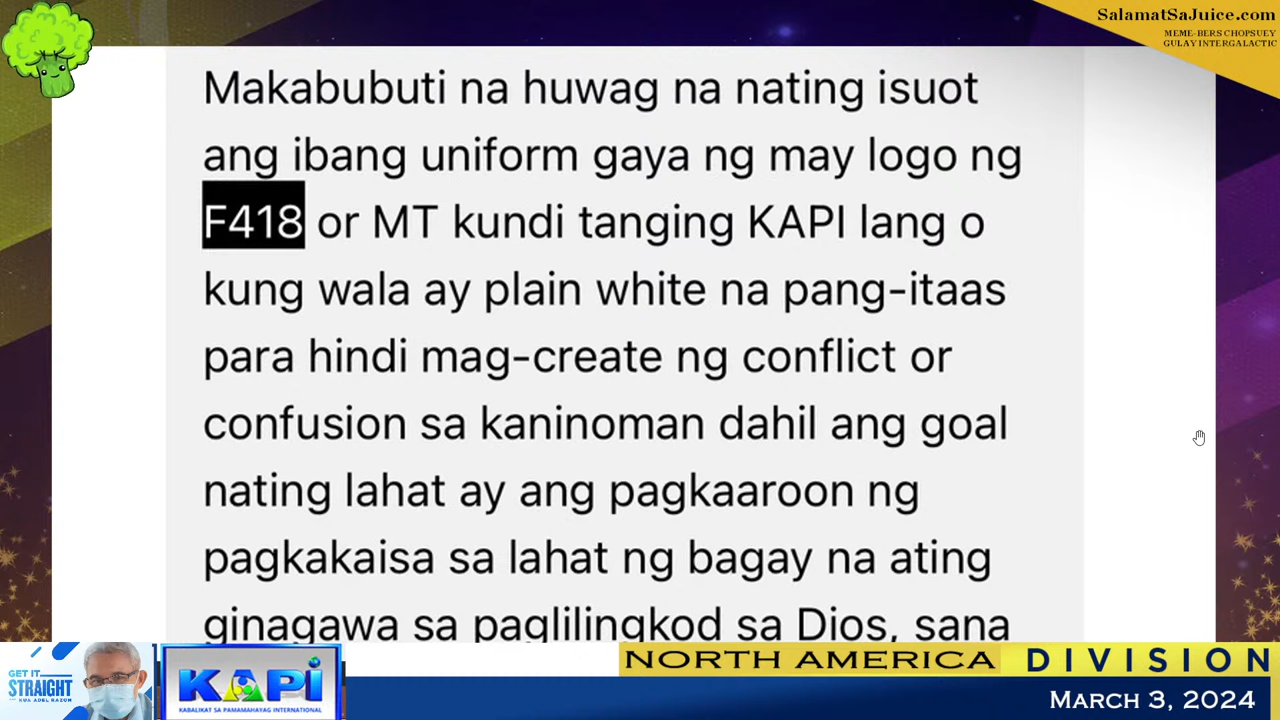 SalamatSaJuice.com
MEME-BERS CHOPSUEY
GULAY INTERGALACTIC
Makabubuti na huwag na nating isuot
ang ibang uniform gaya ng may logo ng
F418 or MT kundi tanging KAPI lang o
kung wala ay plain white na pang-itaas
para hindi mag-create ng conflict or
confusion sa kaninoman dahil ang goal
nating lahat ay ang pagkaaroon ng
pagkakaisa sa lahat ng bagay na ating
ginagawa sa paglilingkod sa Dios, sana
GET IT
STRAIGHT
KUYA ADEL RAZON
KAPI
KABALIKAT SA PAMAMAHAYAG INTERNATIONAL
NORTH AMERICA DIVISION
MARCH 3, 2024